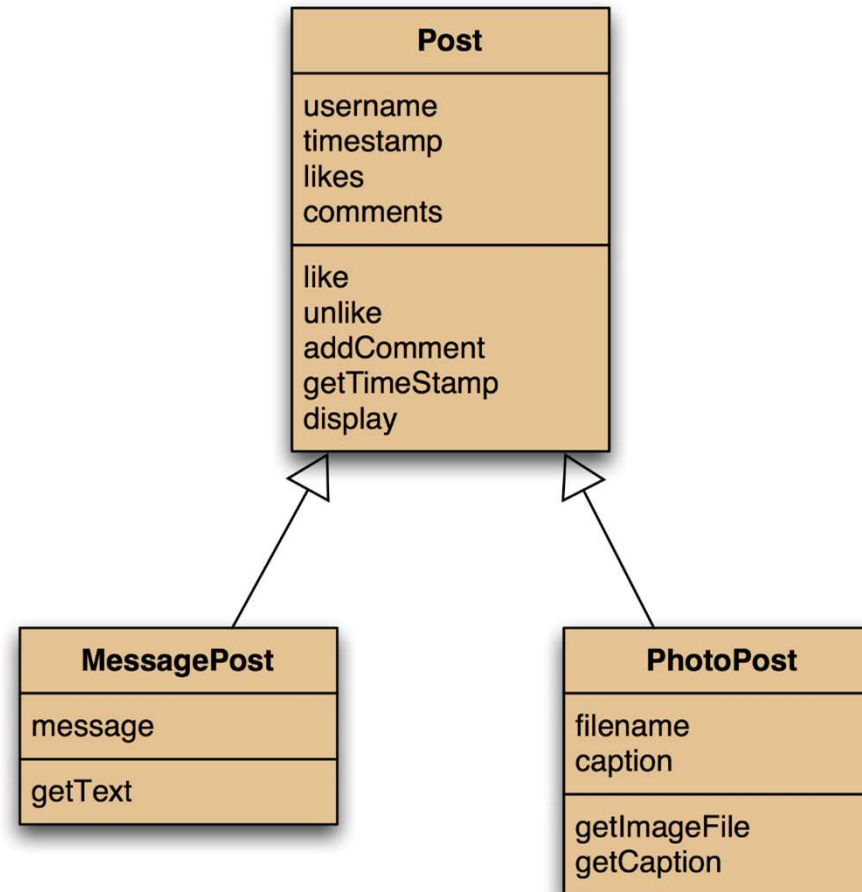 Post
username
timestamp
likes
comments
like
unlike
addComment
getTimeStamp
display
MessagePost
message
getText
PhotoPost
filename
caption
getImageFile
getCaption